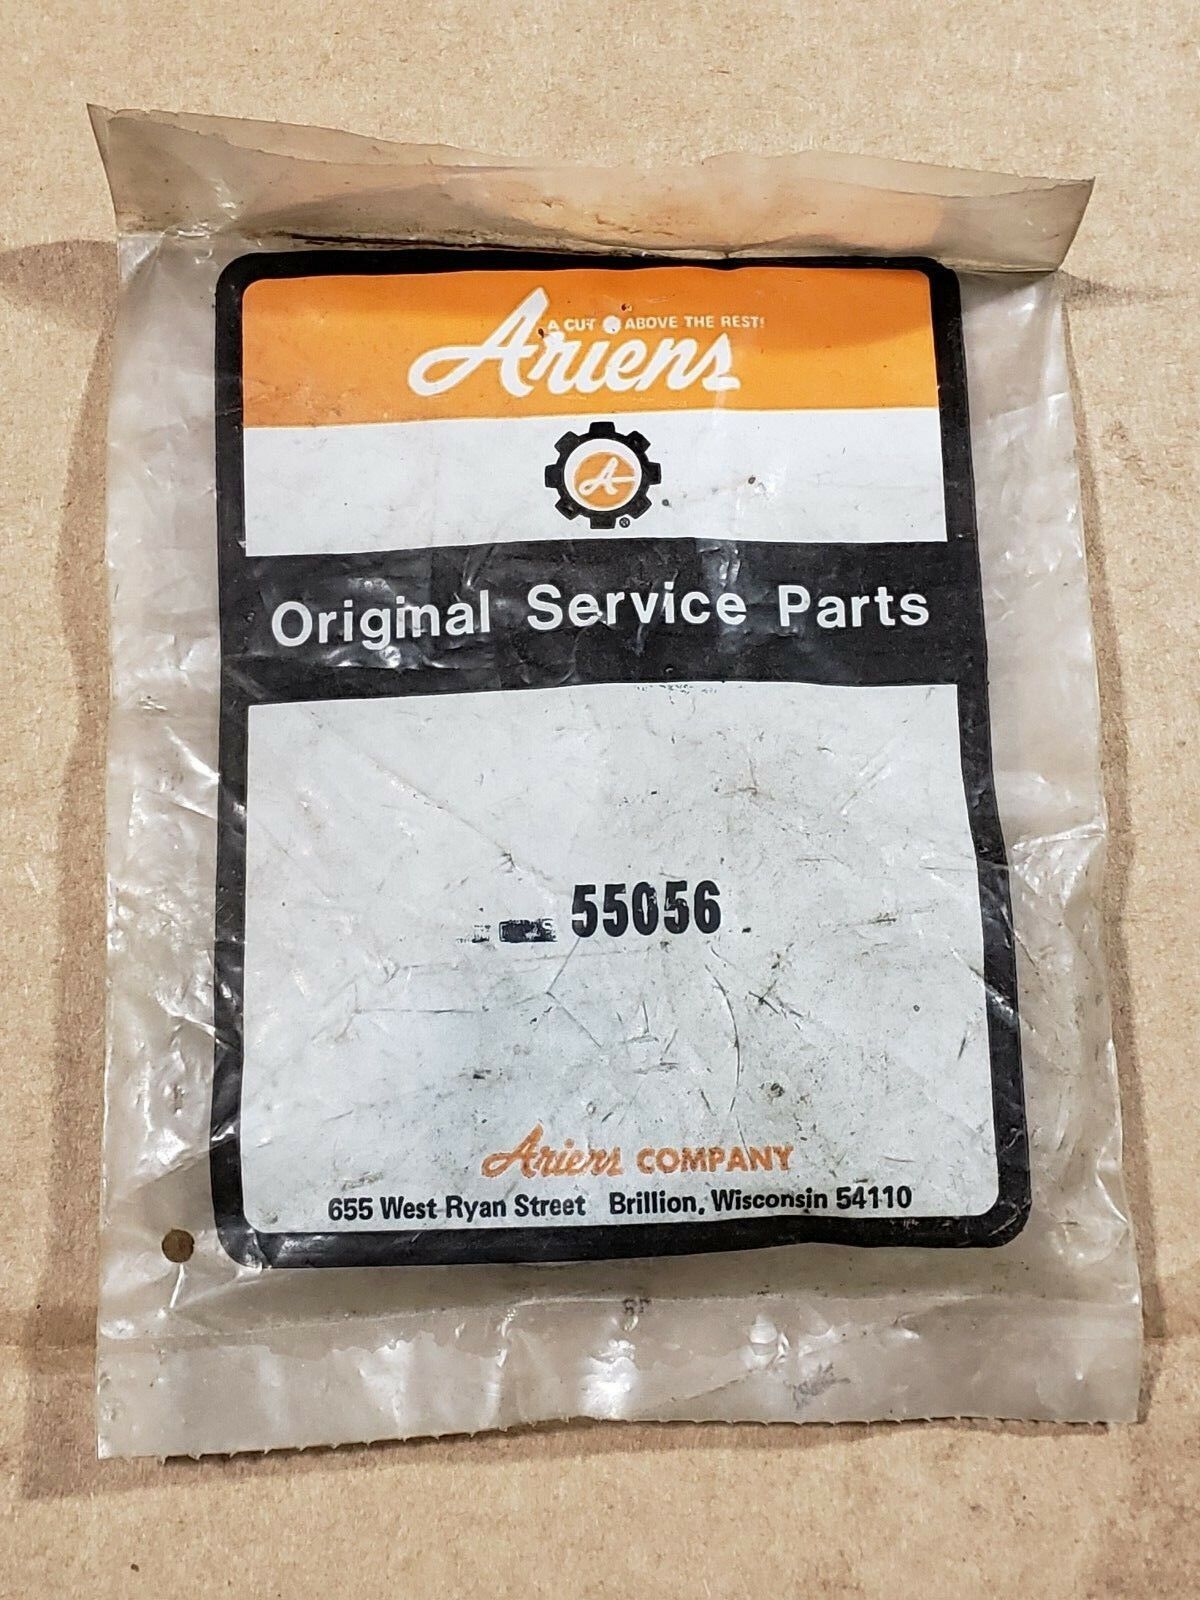 A CUT ABOVE THE REST!
Ariens
A
®
Original Service Parts
55056
Ariens COMPANY
655 West Ryan Street Brillion, Wisconsin 54110